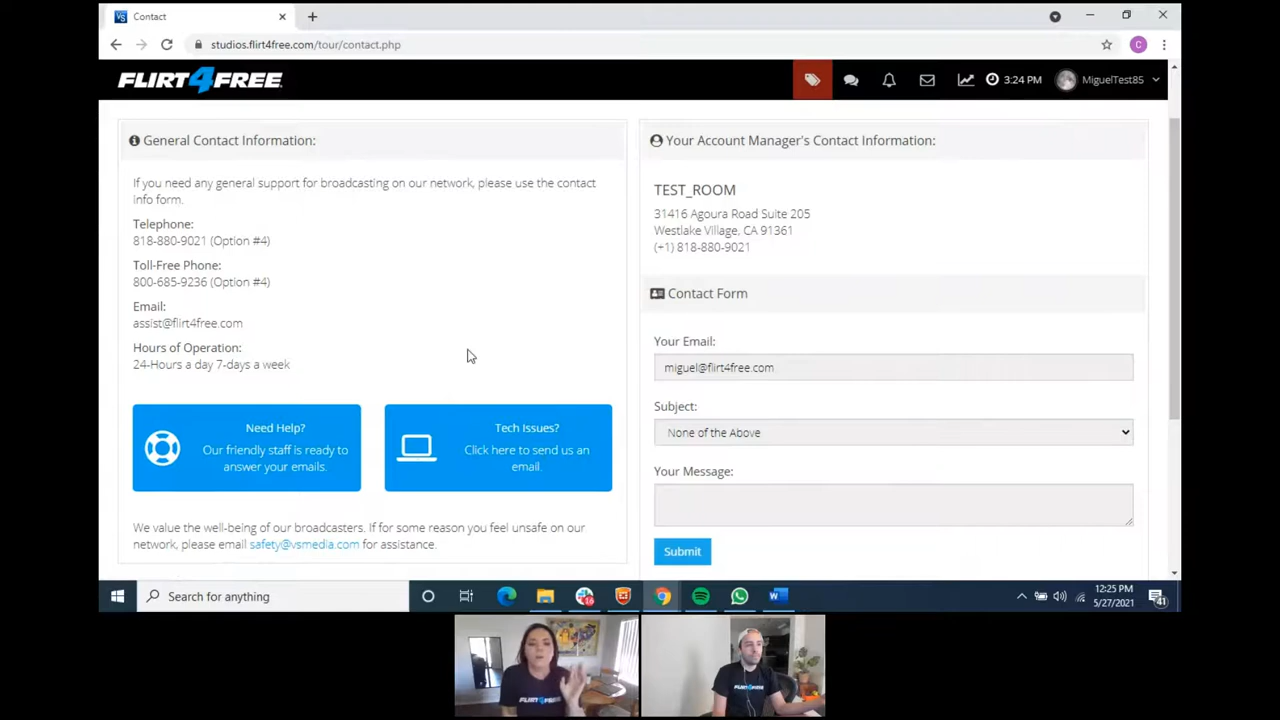 Contact
studios.flirt4free.com/tour/contact.php
C
FLIRT4FREE
3:24 PM
MiguelTest85
General Contact Information:
If you need any general support for broadcasting on our network, please use the contact
info form.
Telephone:
818-880-9021 (Option #4)
Toll-Free Phone:
800-685-9236 (Option #4)
Email:
assist@flirt4free.com
Hours of Operation:
24-Hours a day 7-days a week
Need Help?
Our friendly staff is ready to
answer your emails.
Tech Issues?
Click here to send us an
email.
We value the well-being of our broadcasters. If for some reason you feel unsafe on our
network, please email safety@vsmedia.com for assistance.
Your Account Manager's Contact Information:
TEST_ROOM
31416 Agoura Road Suite 205
Westlake Village, CA 91361
(+1) 818-880-9021
Contact Form
Your Email:
miguel@flirt4free.com
Subject:
None of the Above
Your Message:
Submit
Search for anything
16
12:25 PM
5/27/2021
41
FLIRT4FREE
FLIRT4FREE